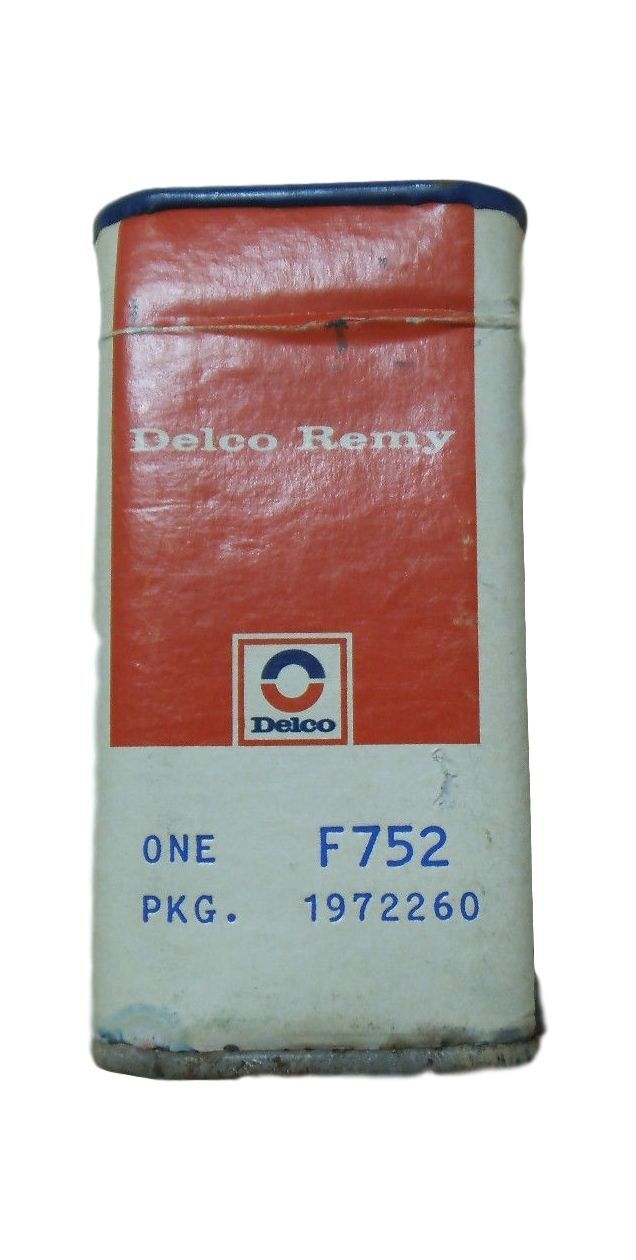 Delco Remy
Delco
ONE F752
PKG. 1972260